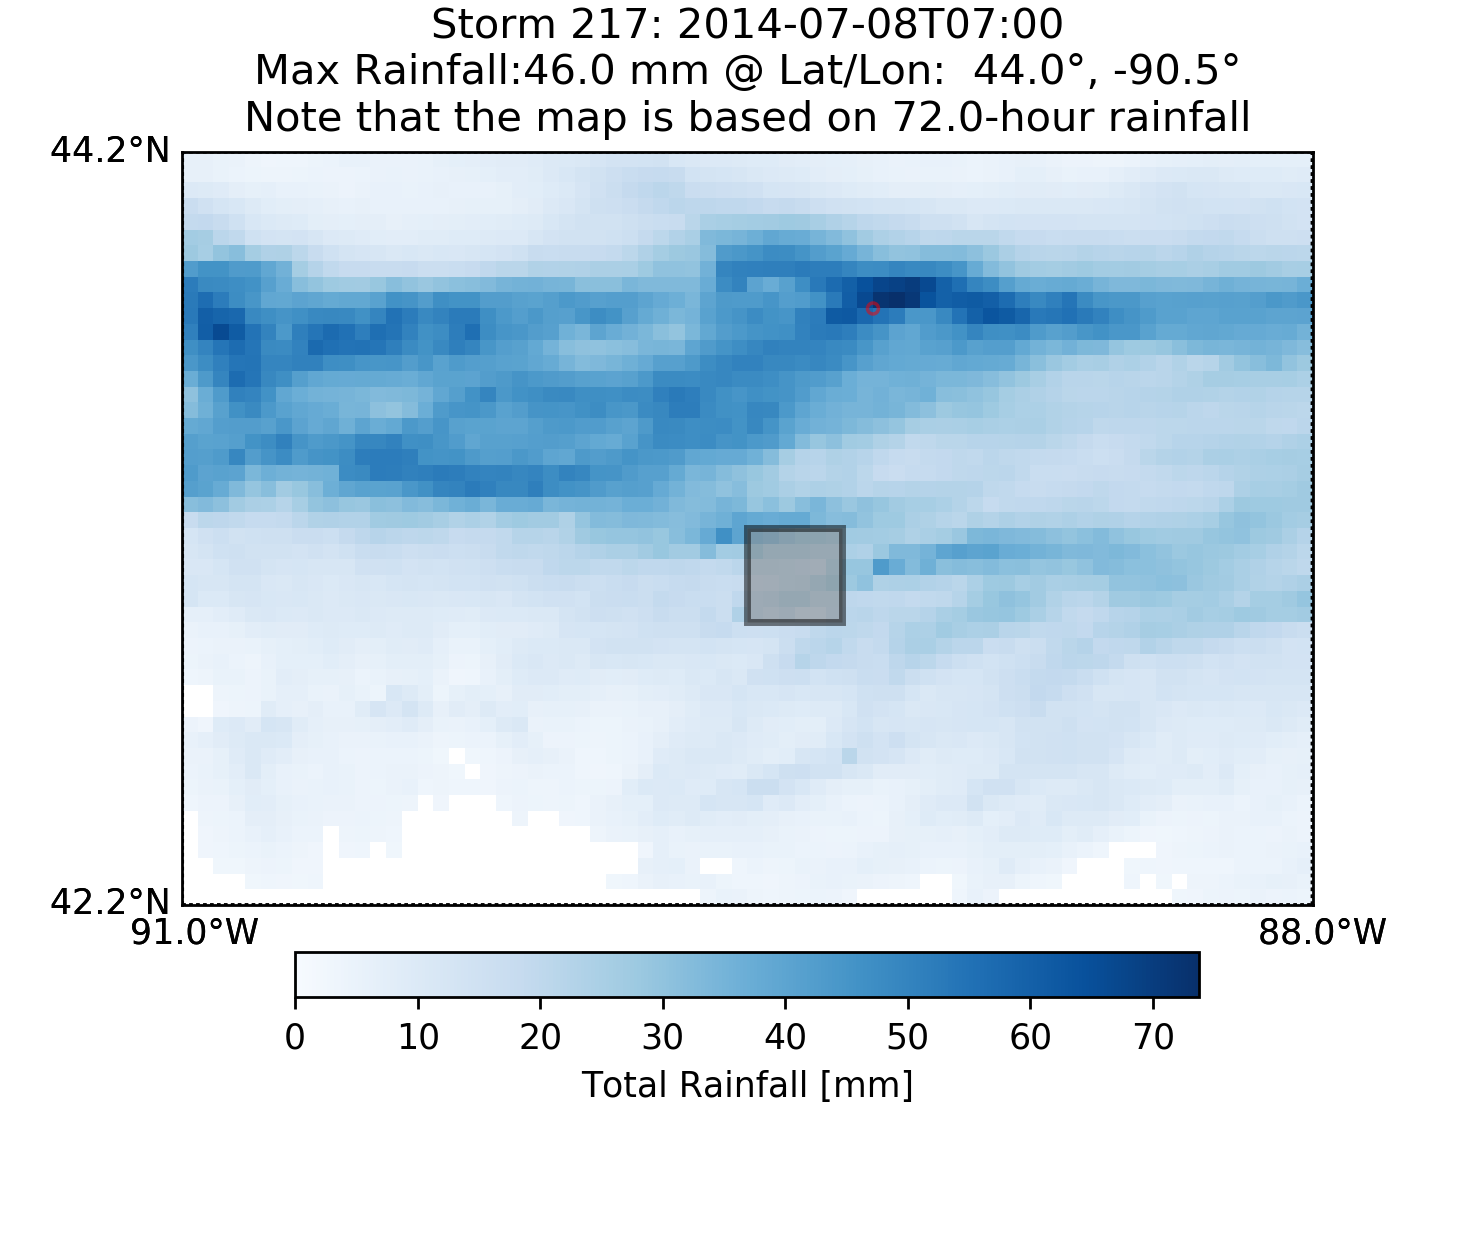 Storm 217: 2014-07-08T07:00
Max Rainfall:46.0 mm @ Lat/Lon:  44.0°, -90.5°
Note that the map is based on 72.0-hour rainfall
44.2°N
42.2°N
91.0°W 88.0°W
0 10 20 30 40 50 60 70
Total Rainfall [mm]